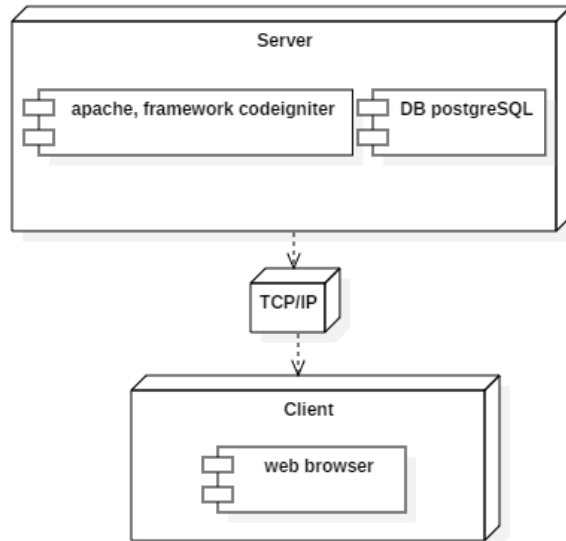 Server
apache, framework codeigniter
DB postgreSQL
TCP/IP
Client
web browser